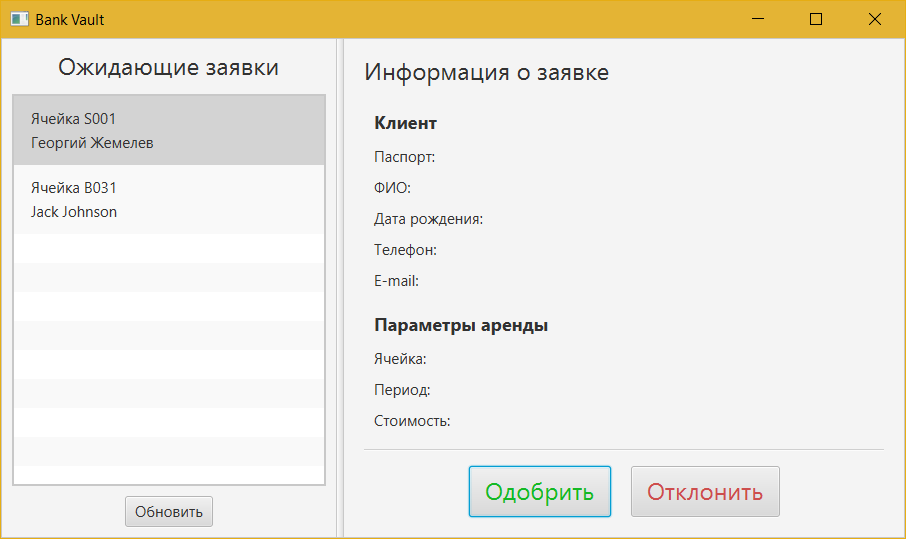 Bank Vault
Ожидающие заявки
Ячейка S001
Георгий Жемелев
Ячейка B031
Jack Johnson
Обновить
Информация о заявке
Клиент
Паспорт:
ФИО:
Дата рождения:
Телефон:
E-mail:
Параметры аренды
Ячейка:
Период:
Стоимость:
Одобрить
Отклонить